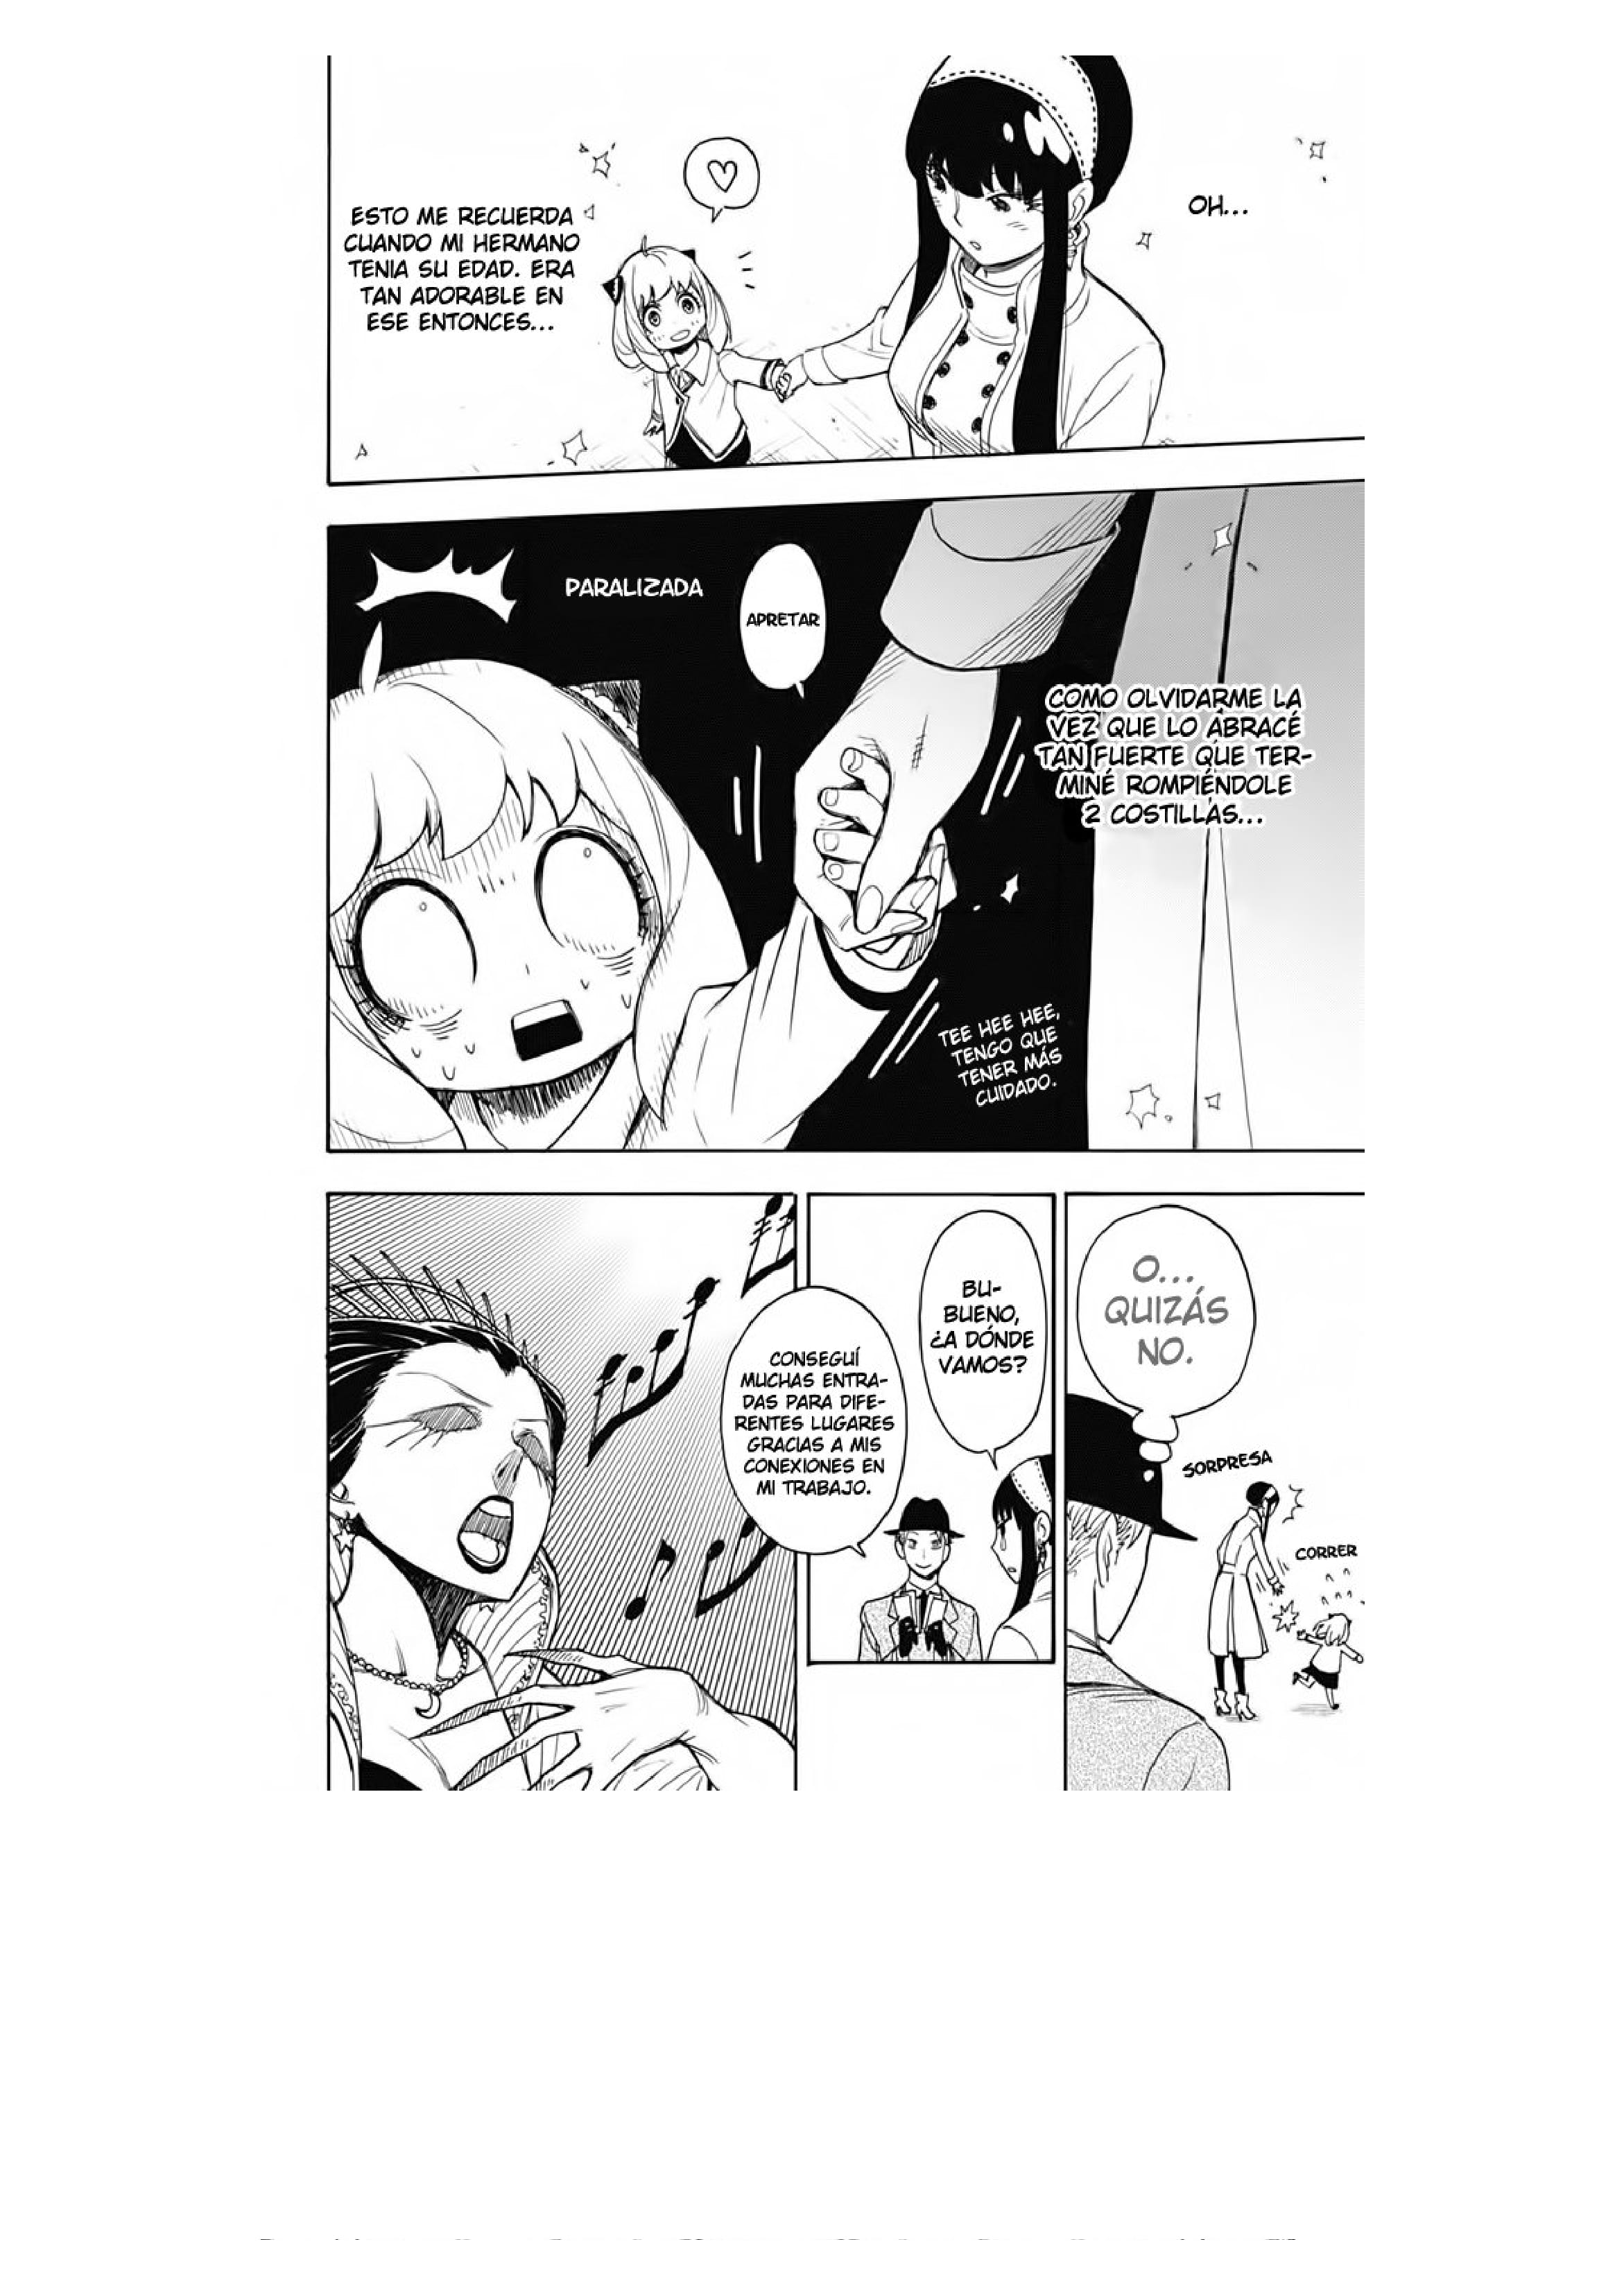 OH...
ESTO ME RECUERDA
CUANDO MI HERMANO
TENIA SU EDAD. ERA
TAN ADORABLE EN
ESE ENTONCES...
COMO OLVIDARME LA
VEZ QUE LO ABRACÉ
TAN FUERTE QUE TER-
MINÉ ROMPIÉNDOLE
2 COSTILLAS...
APRETAR
PARALIZADA
TEE HEE HEE,
TENGO QUE
TENER MÁS
CUIDADO.
O...
QUIZÁS
NO.
SORPRESA
CORRER
BU-
BUENO,
¿A DÓNDE
VAMOS?
CONSEGUÍ
MUCHAS ENTRA-
DAS PARA DIFE-
RENTES LUGARES
GRACIAS A MIS
CONEXIONES EN
MI TRABAJO.